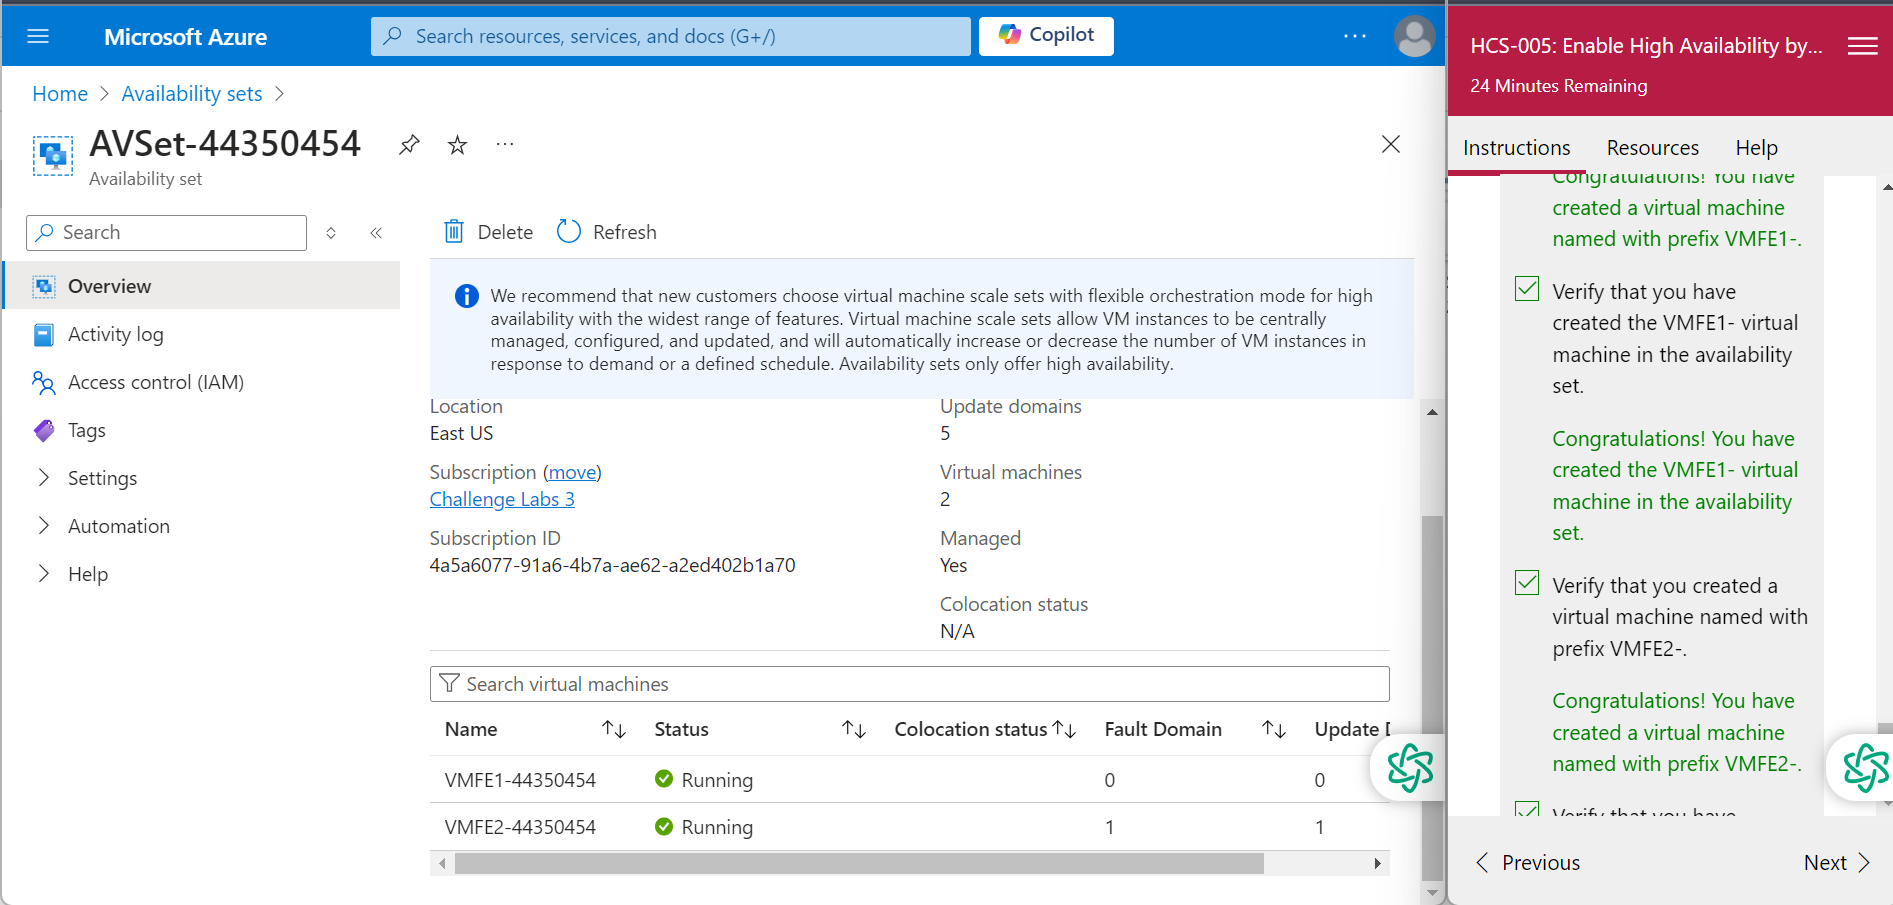 Microsoft Azure
Search resources, services, and docs (G+/)
Copilot
Home > Availability sets >
AVSet-44350454
Availability set
Search
Overview
Activity log
Access control (IAM)
Tags
Settings
Automation
Help
Delete
Refresh
We recommend that new customers choose virtual machine scale sets with flexible orchestration mode for high
availability with the widest range of features. Virtual machine scale sets allow VM instances to be centrally
managed, configured, and updated, and will automatically increase or decrease the number of VM instances in
response to demand or a defined schedule. Availability sets only offer high availability.
Location
East US
Subscription (move)
Challenge Labs 3
Subscription ID
4a5a6077-91a6-4b7a-ae62-a2ed402b1a70
Update domains
5
Virtual machines
2
Managed
Yes
Colocation status
N/A
Search virtual machines
Name Status Colocation status Fault Domain Update D
VMFE1-44350454 Running 0 0
VMFE2-44350454 Running 1 1
HCS-005: Enable High Availability by...
24 Minutes Remaining
Instructions Resources Help
Congratulations! You have
created a virtual machine
named with prefix VMFE1-.
Verify that you have
created the VMFE1- virtual
machine in the availability
set.
Congratulations! You have
created the VMFE1- virtual
machine in the availability
set.
Verify that you created a
virtual machine named with
prefix VMFE2-.
Congratulations! You have
created a virtual machine
named with prefix VMFE2-.
Verify that you have
Previous
Next